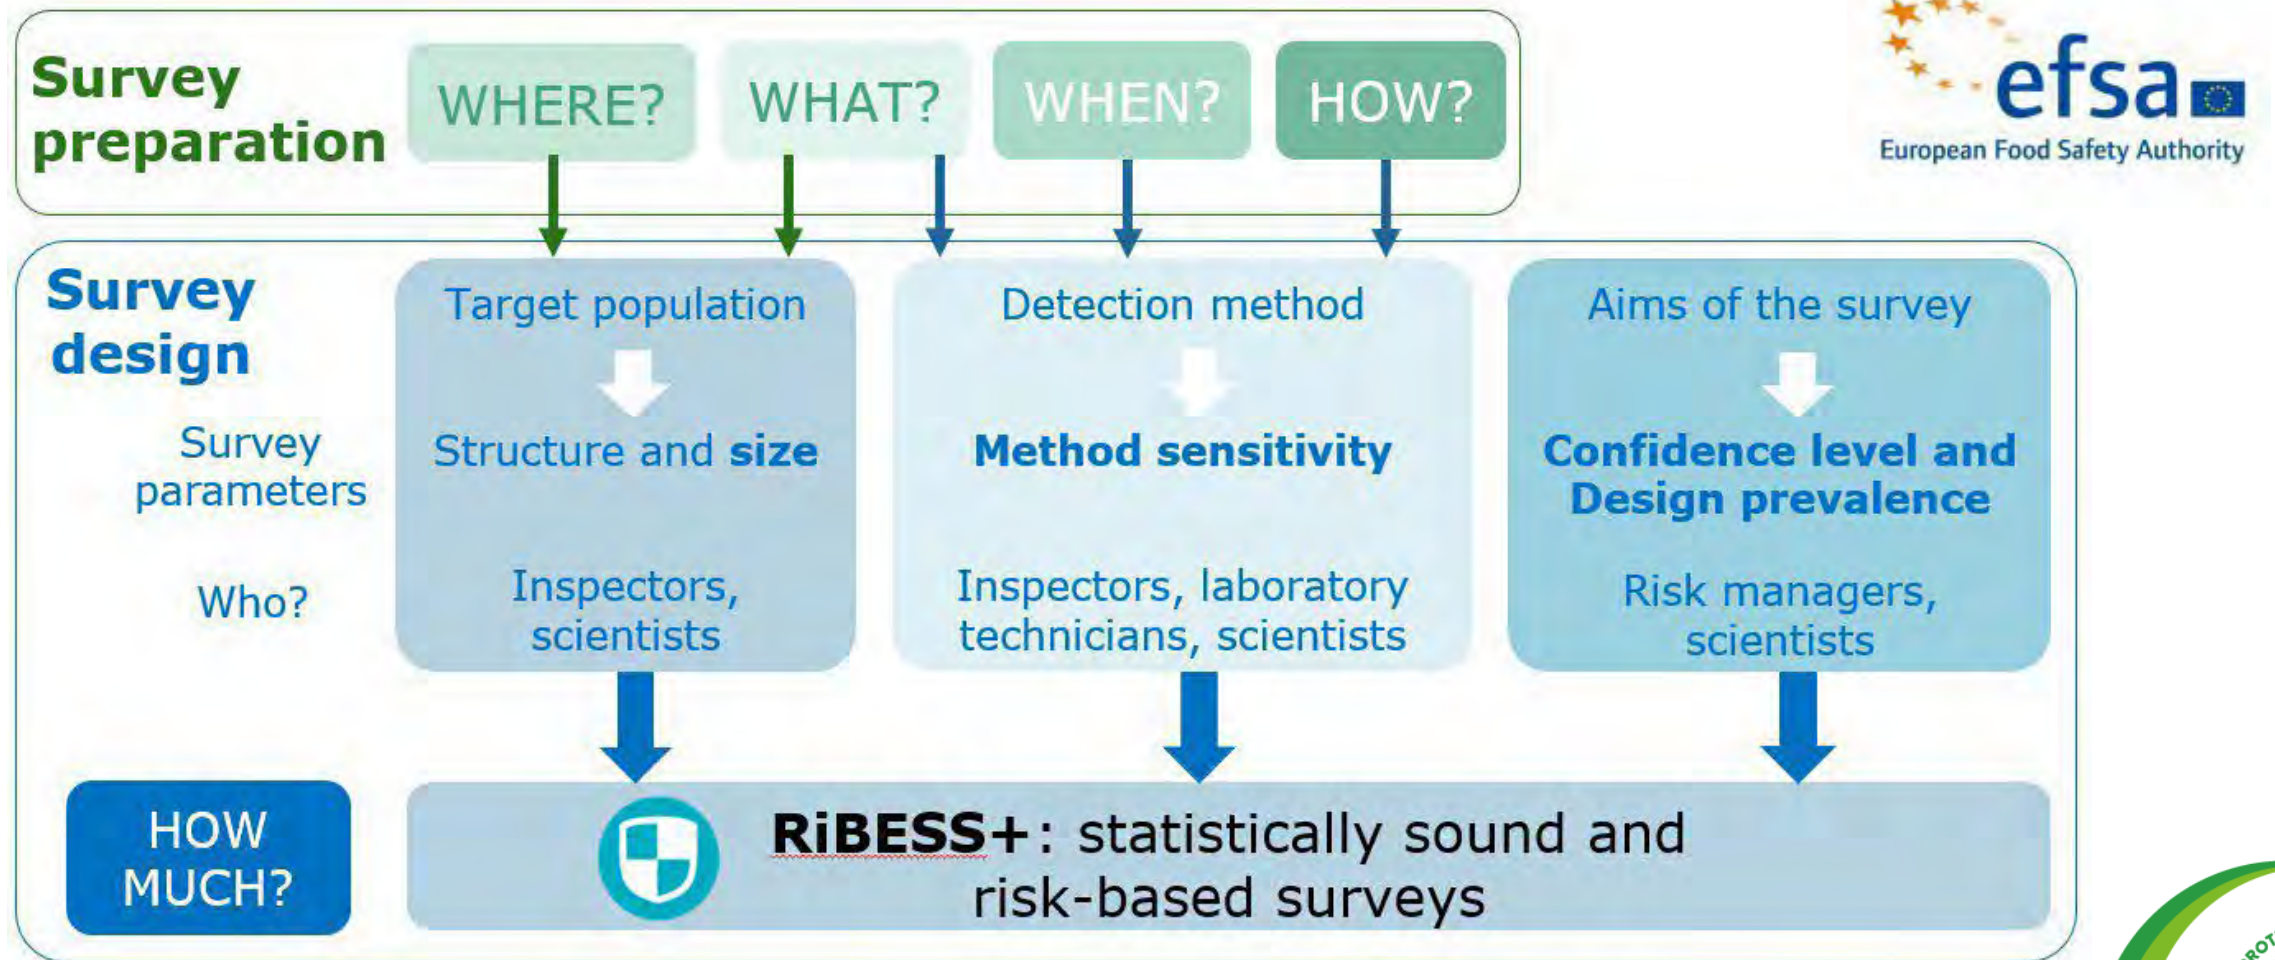 Survey
preparation
WHERE?
WHAT?
WHEN?
HOW?
efsa
European Food Safety Authority
Survey
design
Target population
Detection method
Aims of the survey
Survey
parameters
Structure and size
Method sensitivity
Confidence level and
Design prevalence
Who?
Inspectors,
scientists
Inspectors, laboratory
technicians, scientists
Risk managers,
scientists
HOW
MUCH?
RiBESS+: statistically sound and
risk-based surveys